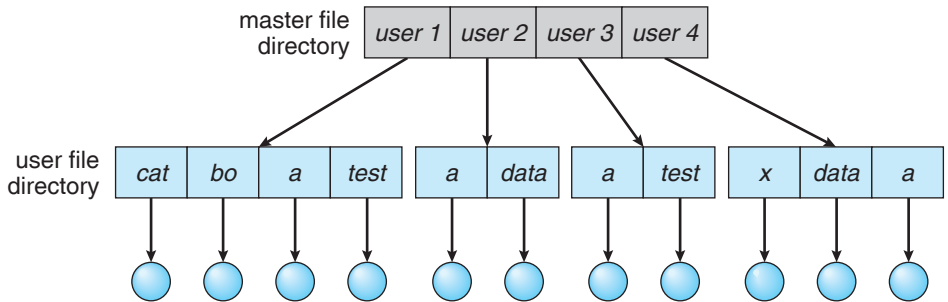 master file
directory
user 1 user 2 user 3 user 4
user file
directory
cat bo a test a data a test x data a